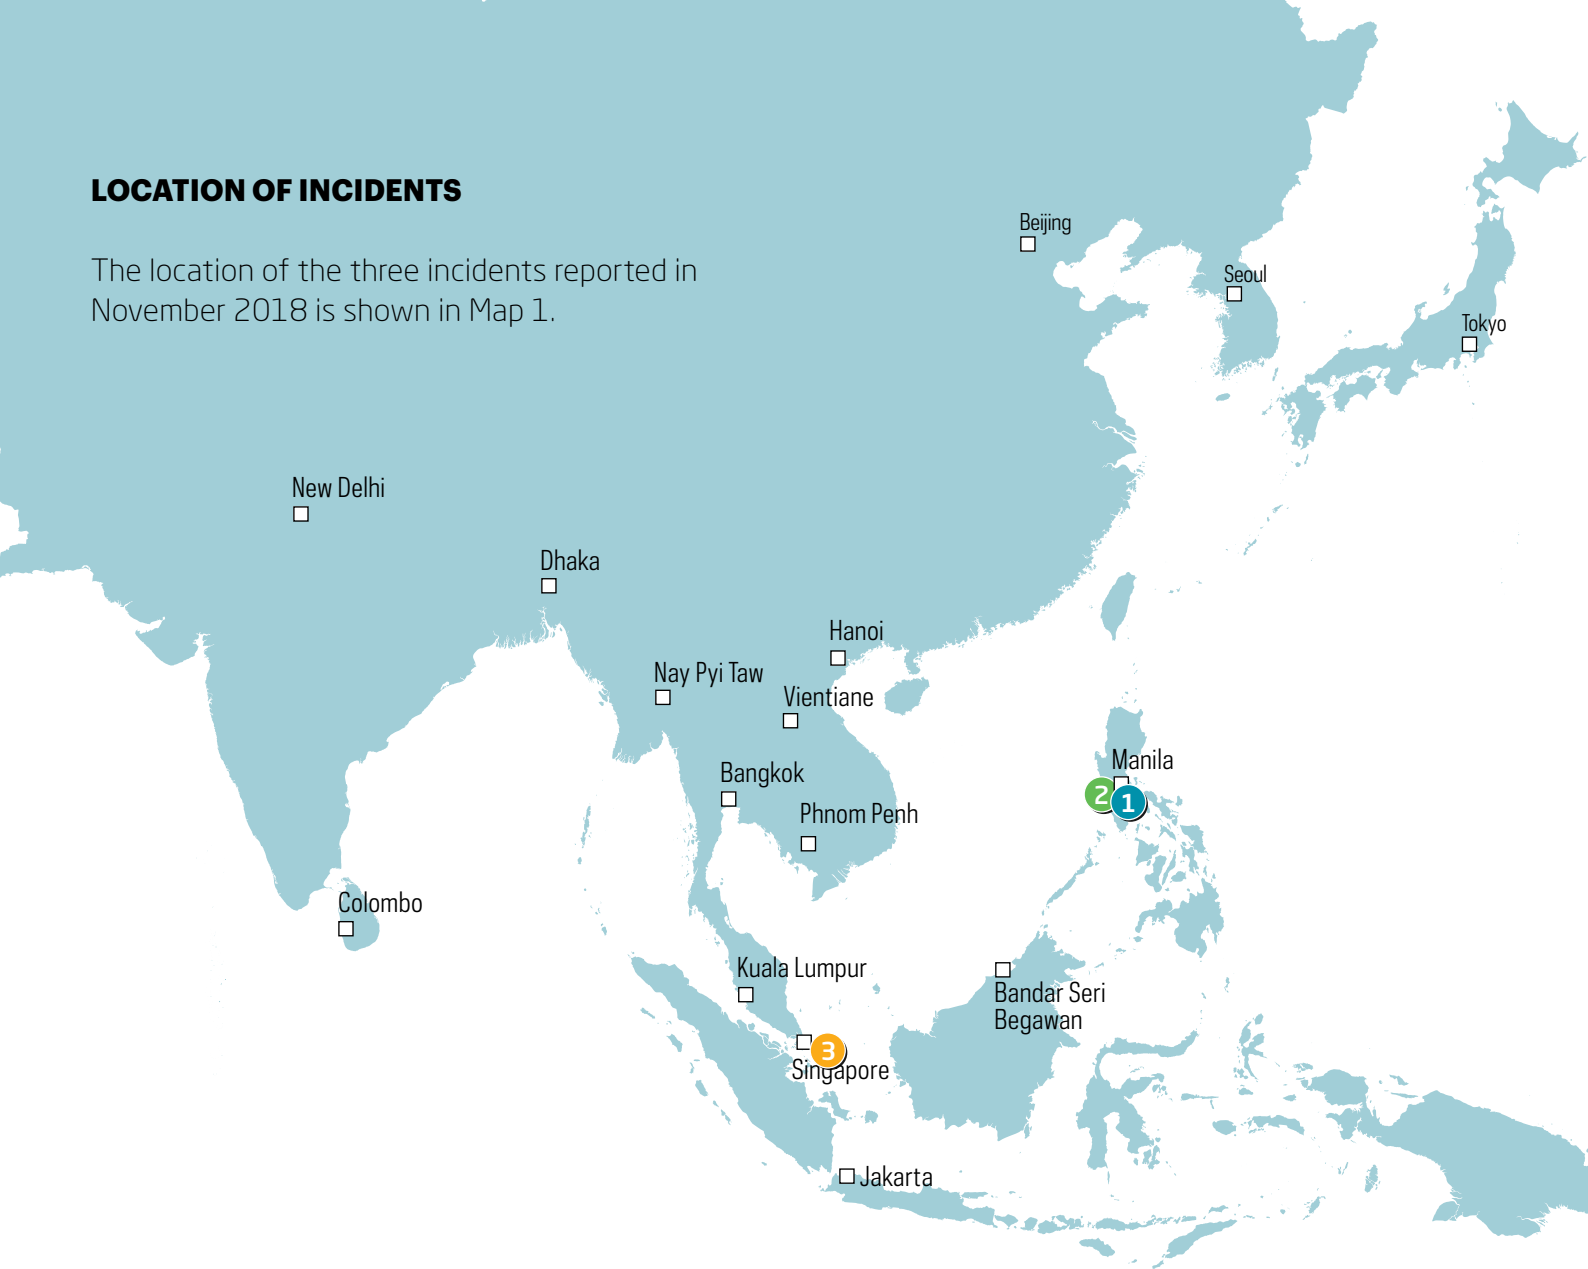 LOCATION OF INCIDENTS
The location of the three incidents reported in
November 2018 is shown in Map 1.
Beijing
Seoul
Tokyo
New Delhi
Dhaka
Hanoi
Nay Pyi Taw
Vientiane
Manila
Bangkok
2
1
Phnom Penh
Colombo
Kuala Lumpur
Bandar Seri
Begawan
3
Singapore
Jakarta